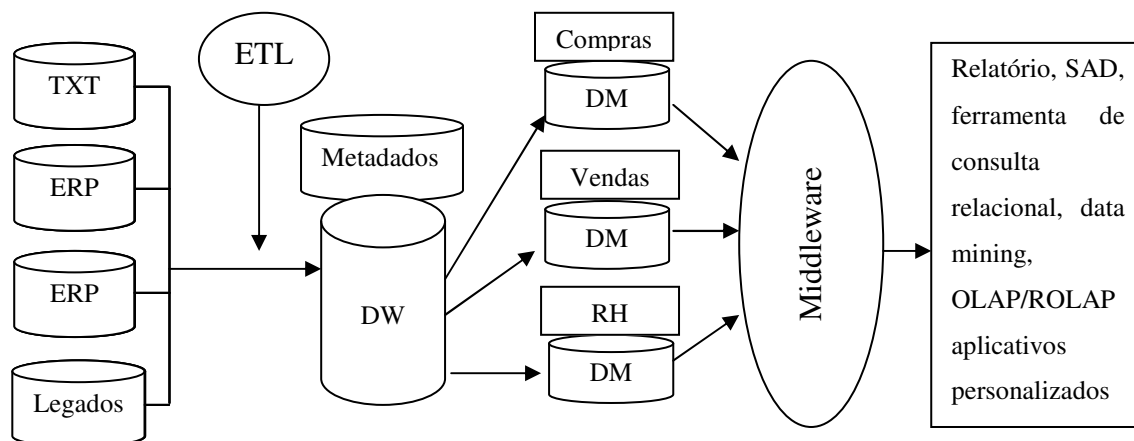 TXT
ERP
ERP
Legados
ETL
Metadados
DW
Compras
DM
Vendas
DM
RH
DM
Middleware
Relatório, SAD,
ferramenta de
consulta
relacional, data
mining,
OLAP/ROLAP
aplicativos
personalizados